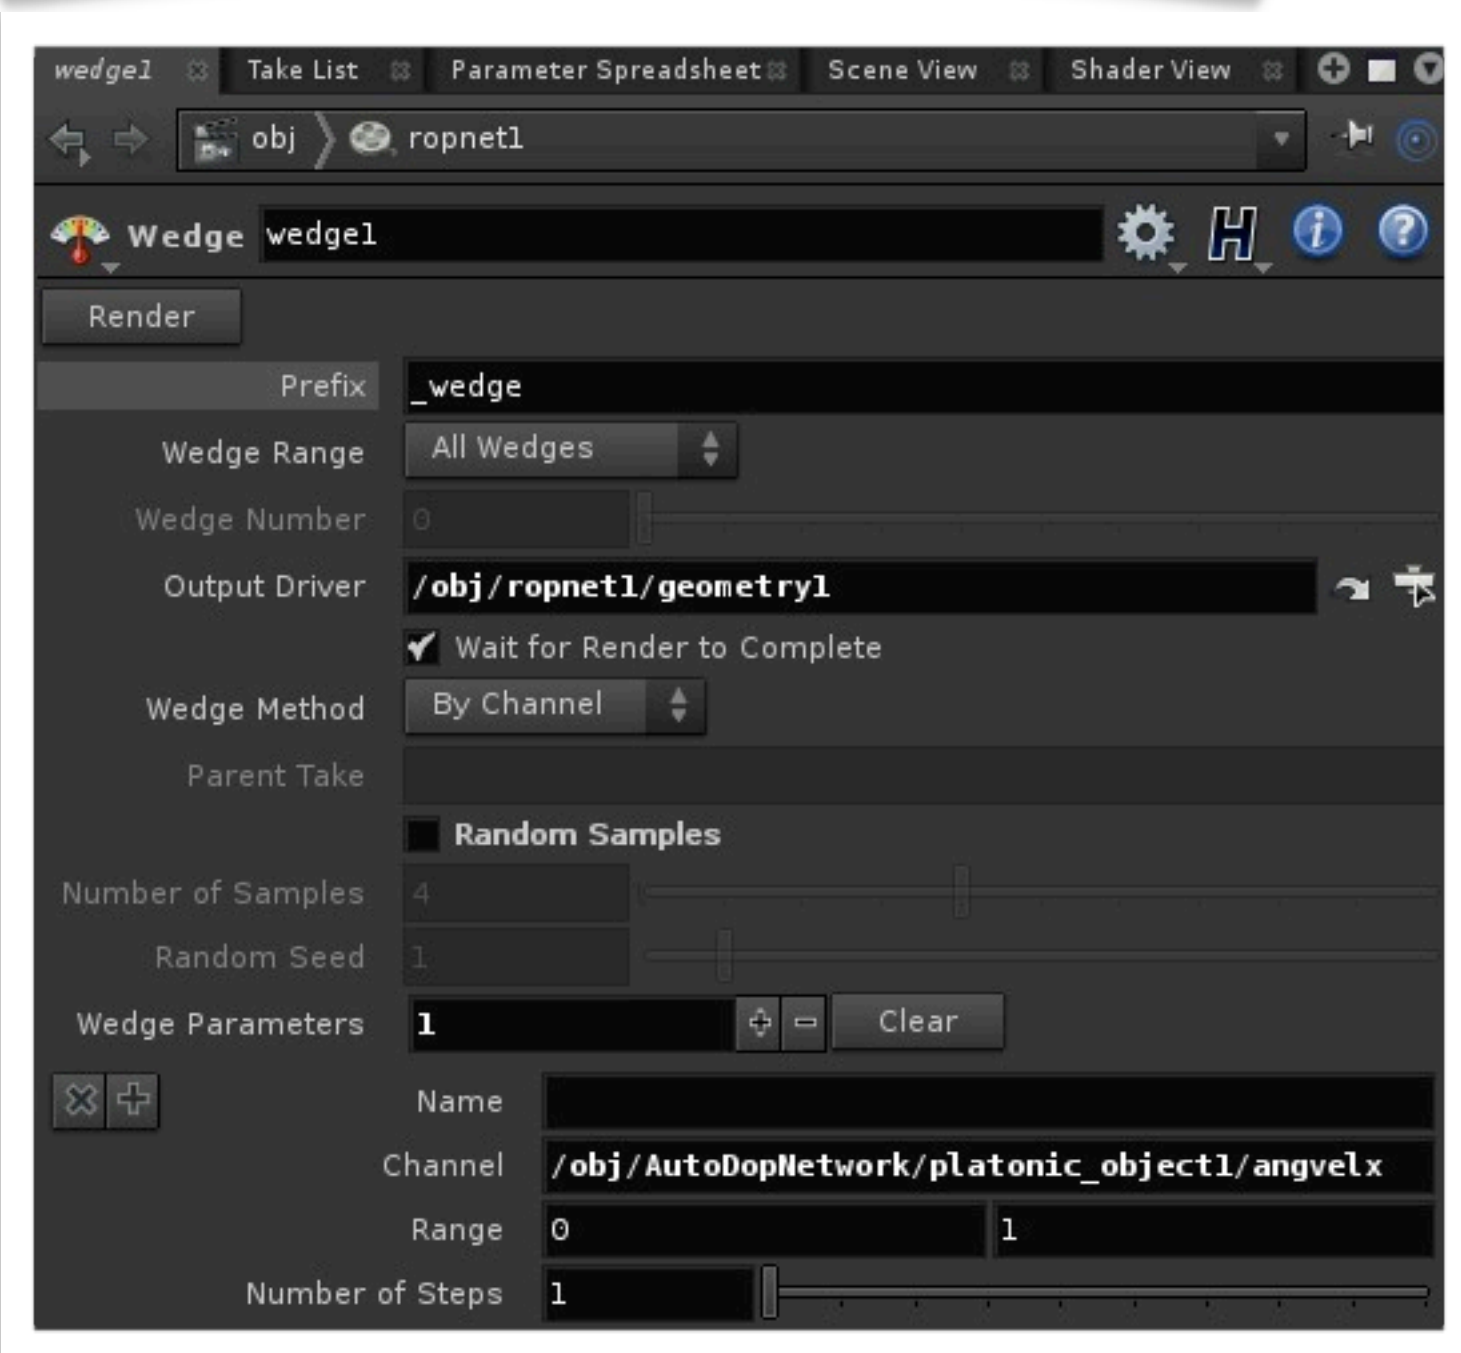 wedge1 Take List Parameter Spreadsheet Scene View Shader View
obj ropnet1
Wedge wedge1
Render
Prefix _wedge
Wedge Range All Wedges
Wedge Number 0
Output Driver /obj/ropnet1/geometry1
Wait for Render to Complete
Wedge Method By Channel
Parent Take
Random Samples
Number of Samples 4
Random Seed 1
Wedge Parameters 1 Clear
Name
Channel /obj/AutoDopNetwork/platonic_object1/angvelx
Range 0 1
Number of Steps 1